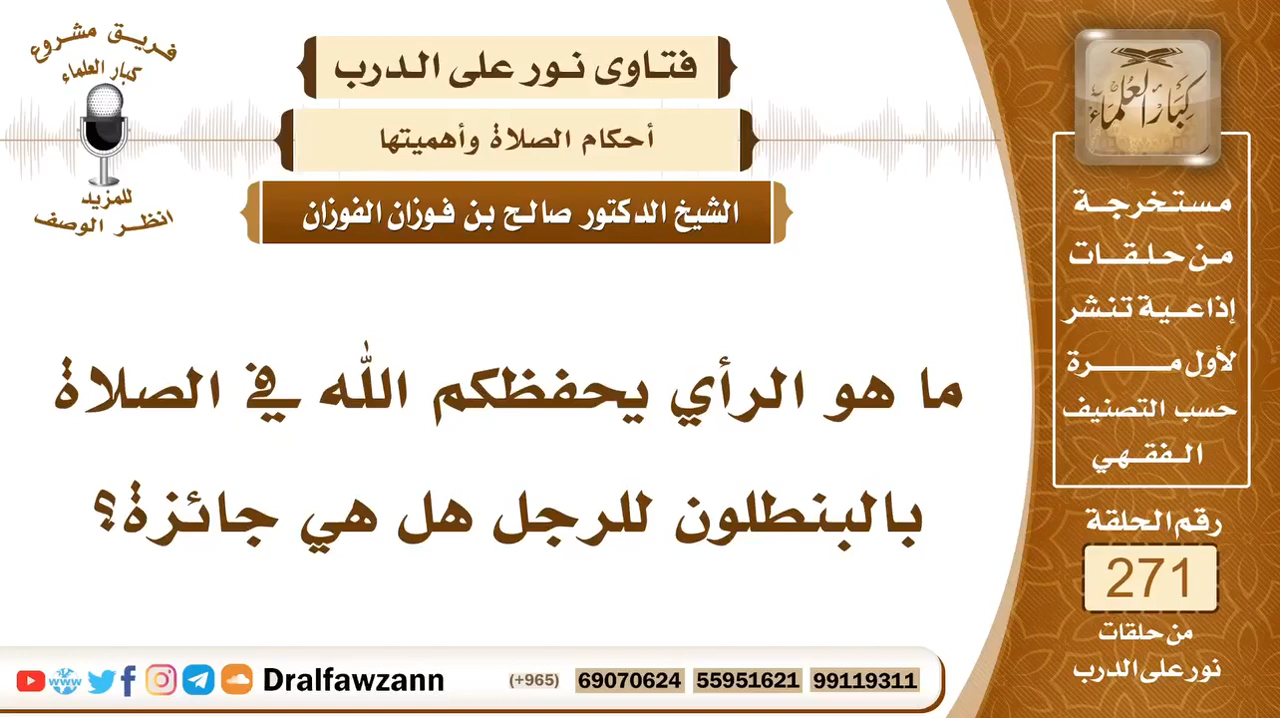 فريق مشروع
كبار العلماء
للمزيد
انظر الوصف
فتاوى نور على الدرب
أحكام الصلاة وأهميتها
الشيخ الدكتور صالح بن فوزان الفوزان
ما هو الرأي يحفظكم الله في الصلاة
بالبنطلون للرجل هل هي جائزة؟
كبار العلماء
مستخرجة
من حلقات
إذاعية تنشر
لأول مرة
حسب التصنيف
الفقهي
رقم الحلقة
271
من حلقات
نور على الدرب
www Dralfawzann (+965) 69070624 55951621 99119311